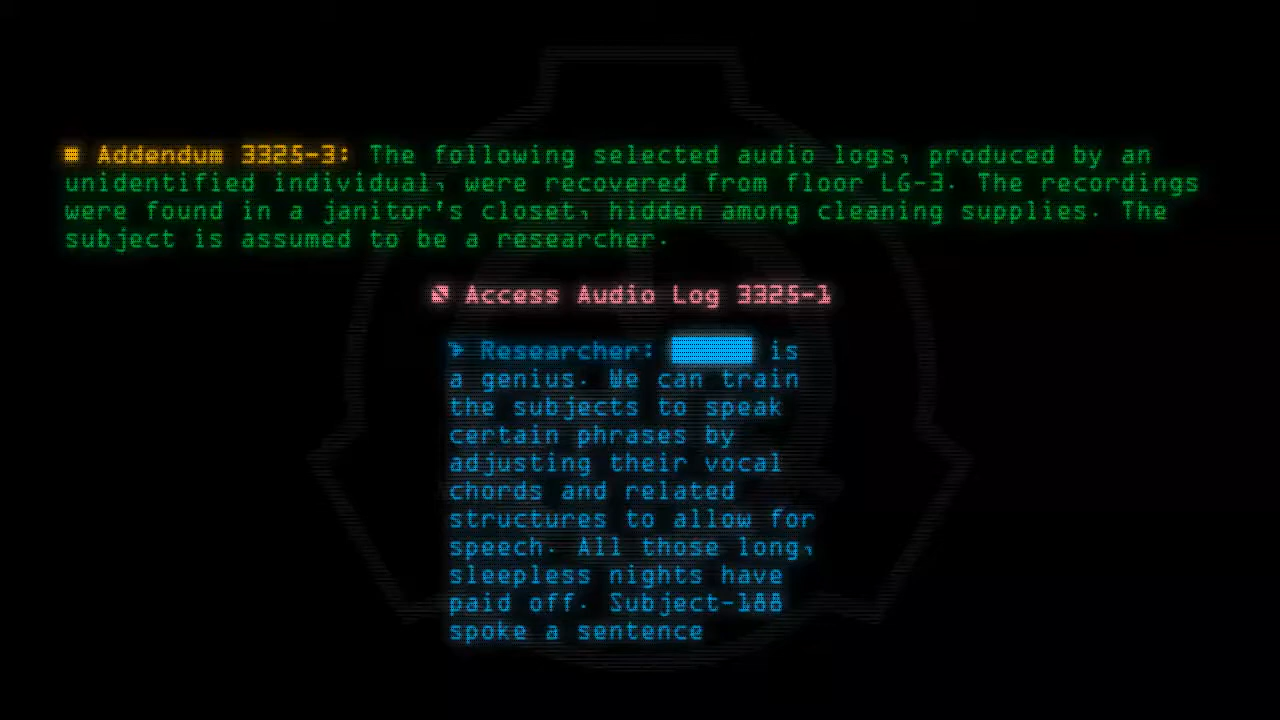 ■ Addendum 3325-3: The following selected audio logs, produced by an
unidentified individual, were recovered from floor LG-3. The recordings
were found in a janitor's closet, hidden among cleaning supplies. The
subject is assumed to be a researcher.
Access Audio Log 3325-1
> Researcher: █████ is
a genius. We can train
the subjects to speak
certain phrases by
adjusting their vocal
chords and related
structures to allow for
speech. All those long,
sleepless nights have
paid off. Subject-188
spoke a sentence